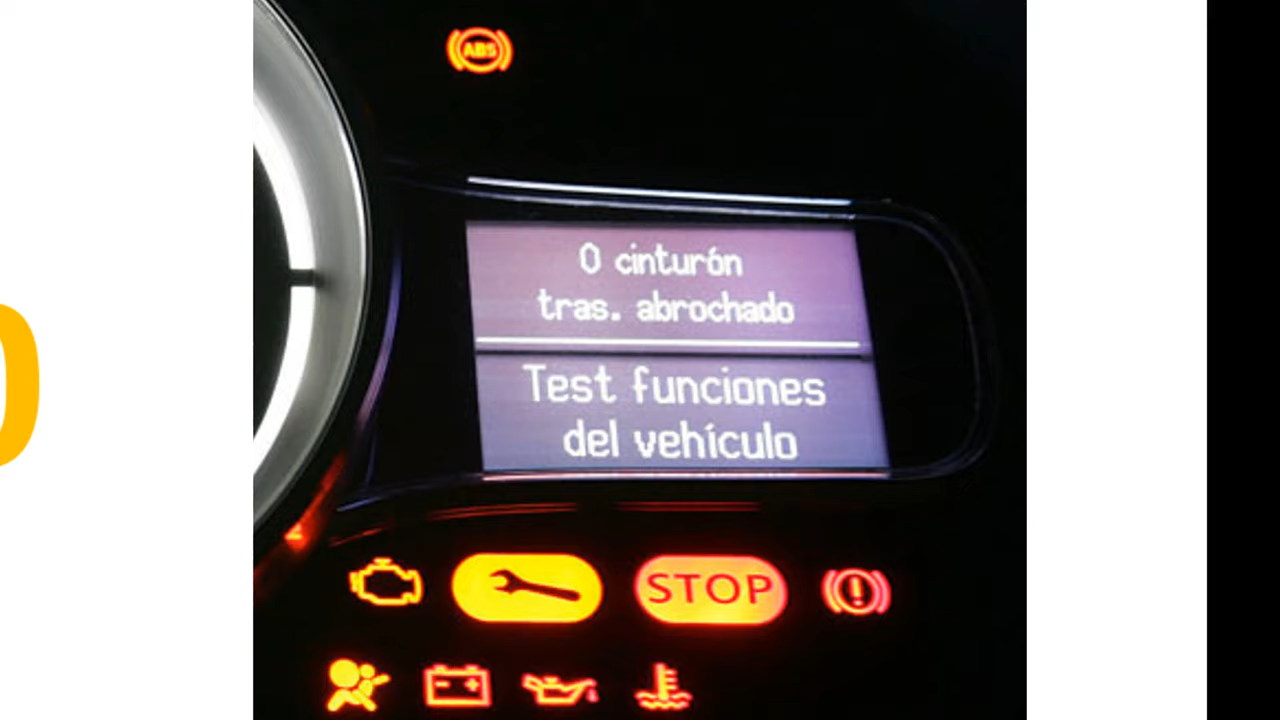 ABS
0 cinturón
tras. abrochado
Test funciones
del vehículo
STOP